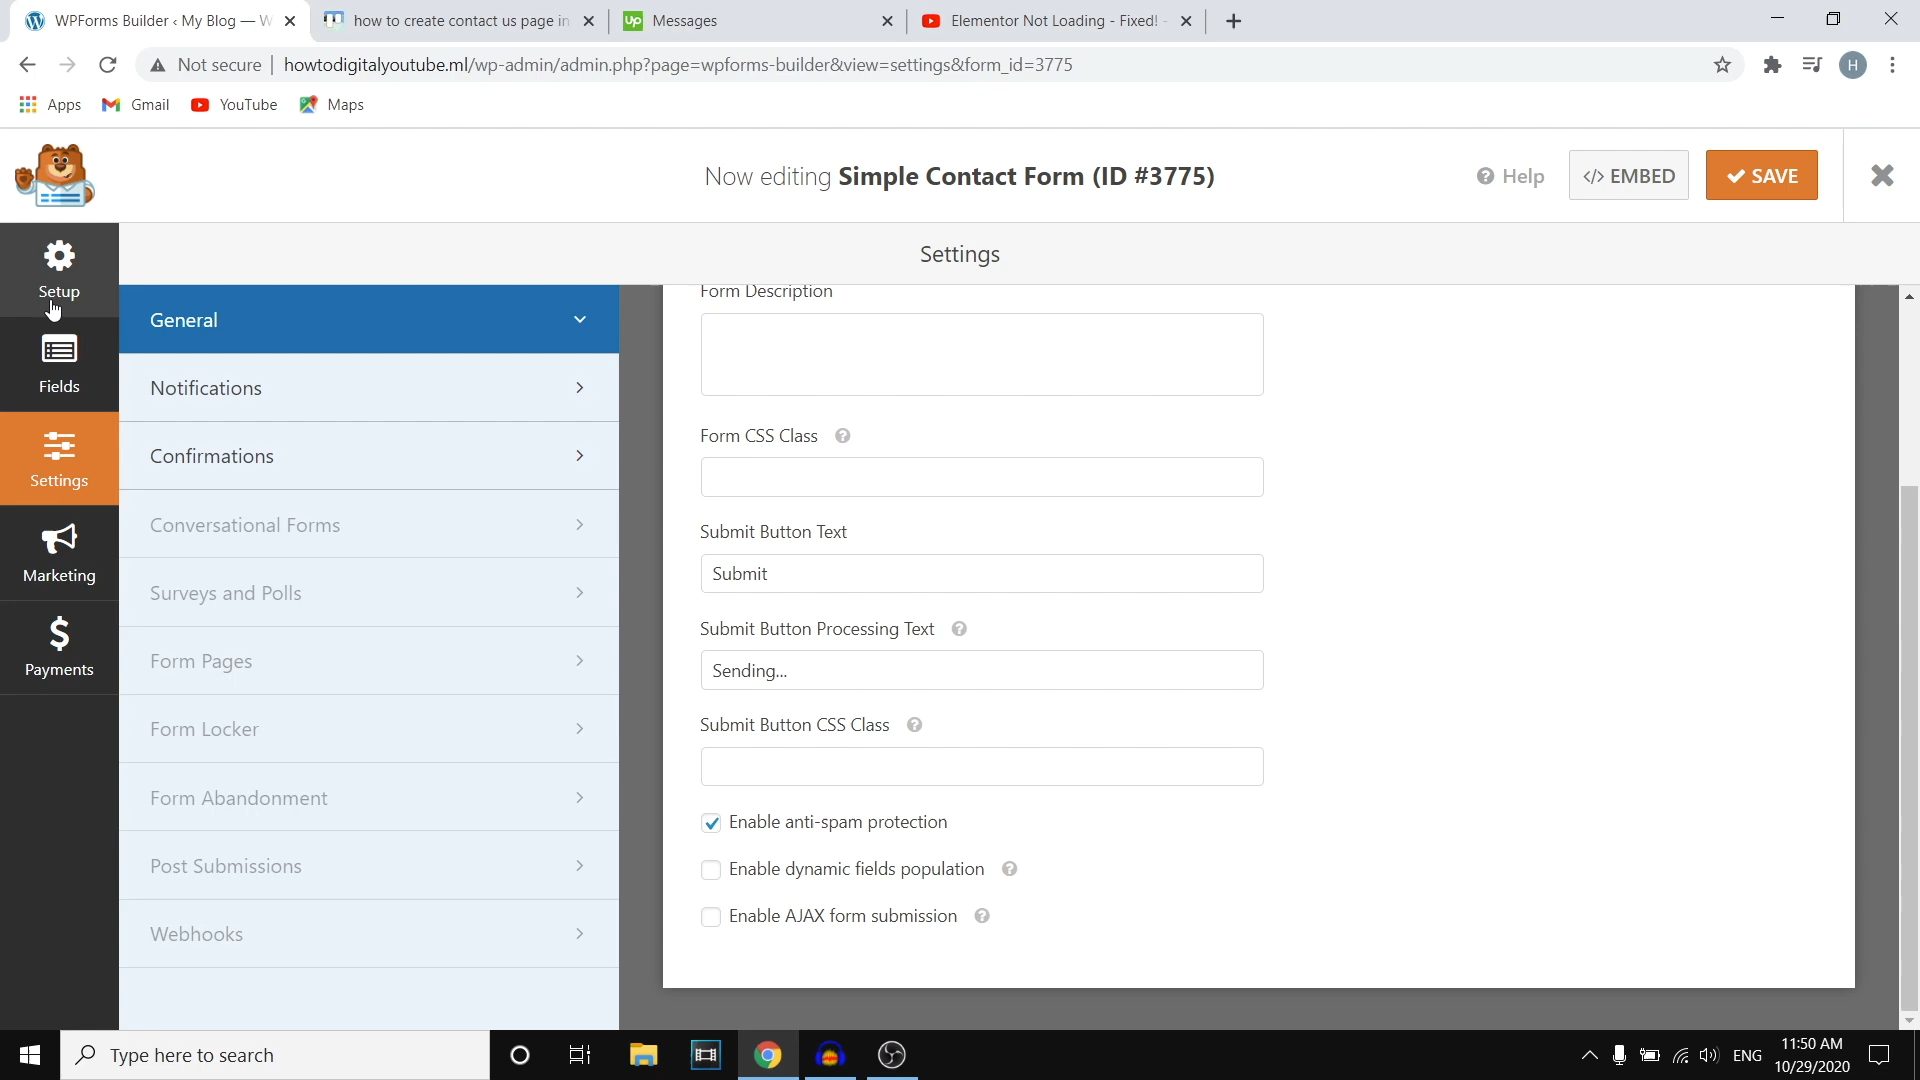 WPForms Builder ‹ My Blog — W
how to create contact us page in
Up Messages
Elementor Not Loading - Fixed! -
Not secure howtodigitalyoutube.ml/wp-admin/admin.php?page=wpforms-builder&view=settings&form_id=3775
H
Apps Gmail YouTube Maps
Now editing Simple Contact Form (ID #3775)
Help
</> EMBED
SAVE
Settings
Setup
Fields
Settings
Marketing
$
Payments
General
Notifications
Confirmations
Conversational Forms
Surveys and Polls
Form Pages
Form Locker
Form Abandonment
Post Submissions
Webhooks
Form Description
Form CSS Class
Submit Button Text
Submit
Submit Button Processing Text
Sending...
Submit Button CSS Class
Enable anti-spam protection
Enable dynamic fields population
Enable AJAX form submission
Type here to search
ENG
11:50 AM
10/29/2020